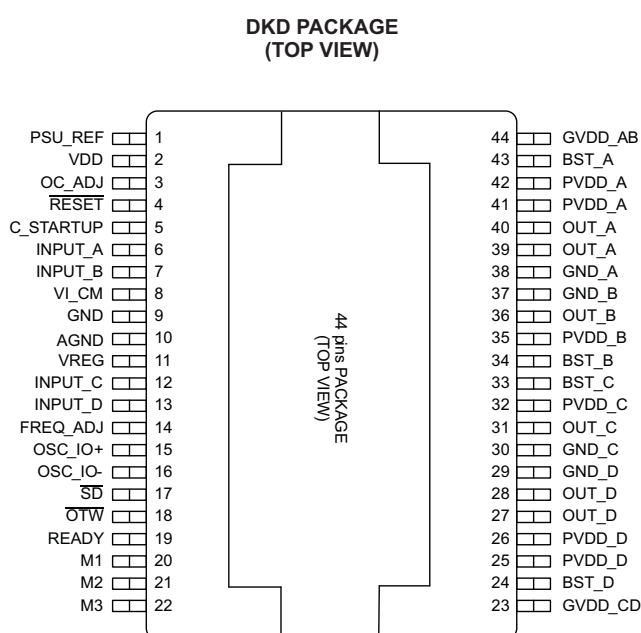 DKD PACKAGE
(TOP VIEW)
PSU_REF 1 44 GVDD_AB
VDD 2 43 BST_A
OC_ADJ 3 42 PVDD_A
RESET 4 41 PVDD_A
C_STARTUP 5 40 OUT_A
INPUT_A 6 39 OUT_A
INPUT_B 7 38 GND_A
VI_CM 8 37 GND_B
GND 9 36 OUT_B
AGND 10 35 PVDD_B
VREG 11 34 BST_B
INPUT_C 12 33 BST_C
INPUT_D 13 32 PVDD_C
FREQ_ADJ 14 31 OUT_C
OSC_IO+ 15 30 GND_C
OSC_IO- 16 29 GND_D
SD 17 28 OUT_D
OTW 18 27 OUT_D
READY 19 26 PVDD_D
M1 20 25 PVDD_D
M2 21 24 BST_D
M3 22 23 GVDD_CD
44 pins PACKAGE
(TOP VIEW)